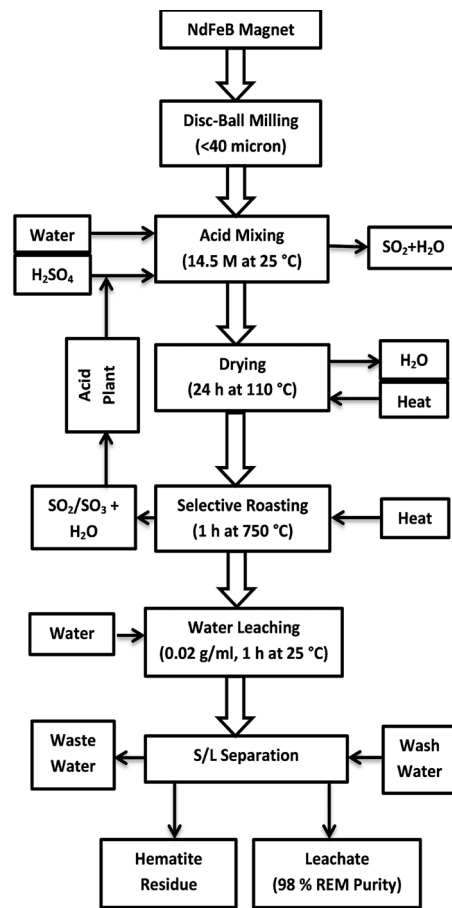 NdFeB Magnet
Disc-Ball Milling
(<40 micron)
Water
H₂SO₄
Acid Mixing
(14.5 M at 25 °C)
SO₂+H₂O
Acid
Plant
Drying
(24 h at 110 °C)
H₂O
Heat
SO₂/SO₃ +
H₂O
Selective Roasting
(1 h at 750 °C)
Heat
Water
Water Leaching
(0.02 g/ml, 1 h at 25 °C)
Waste
Water
S/L Separation
Wash
Water
Hematite
Residue
Leachate
(98 % REM Purity)